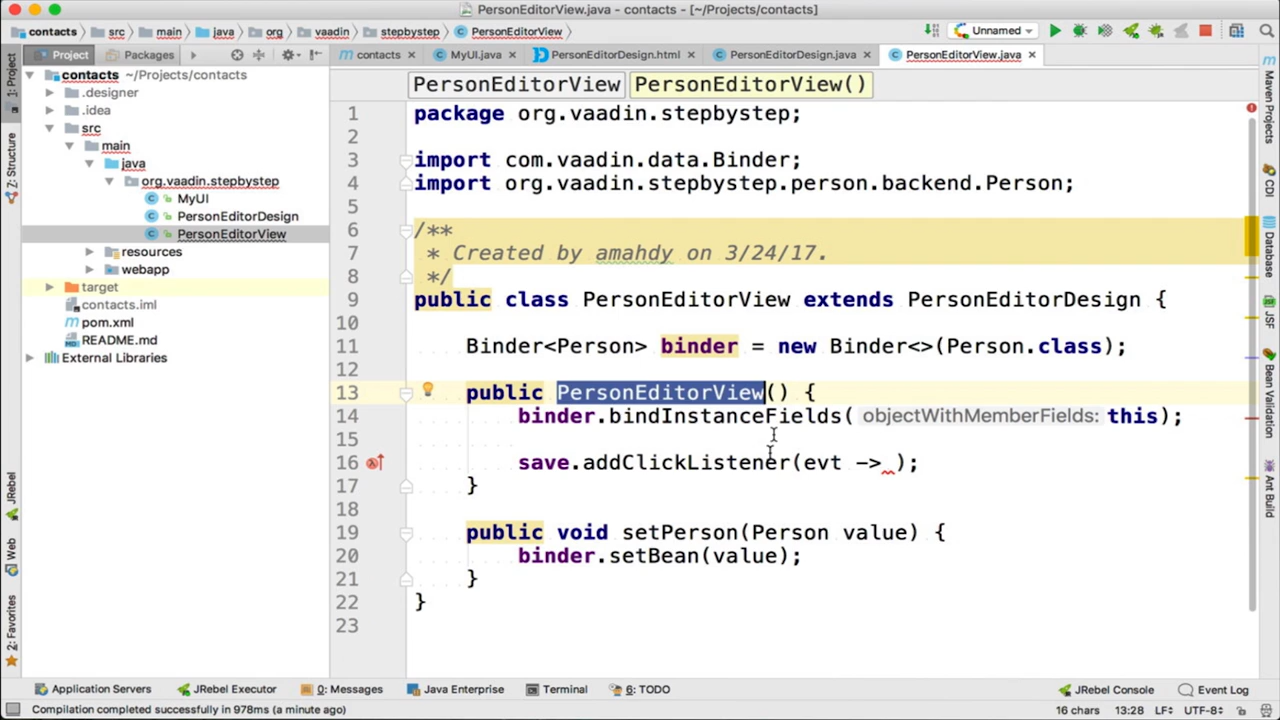 PersonEditorView.java - contacts - [~/Projects/contacts]
contacts src main java org vaadin stepbystep PersonEditorView Unnamed
Project Packages contacts MyUI.java PersonEditorDesign.html PersonEditorDesign.java PersonEditorView.java
1: Project
Z: Structure
JRebel
Web
2: Favorites
contacts ~/Projects/contacts
.designer
.idea
src
main
java
org.vaadin.stepbystep
MyUI
PersonEditorDesign
PersonEditorView
resources
webapp
target
contacts.iml
pom.xml
README.md
External Libraries
PersonEditorView PersonEditorView()
1 package org.vaadin.stepbystep;
2
3 import com.vaadin.data.Binder;
4 import org.vaadin.stepbystep.person.backend.Person;
5
6 /**
7 * Created by amahdy on 3/24/17.
8 */
9 public class PersonEditorView extends PersonEditorDesign {
10
11 Binder<Person> binder = new Binder<>(Person.class);
12
13 public PersonEditorView() {
14 binder.bindInstanceFields( objectWithMemberFields: this);
15
16 save.addClickListener(evt -> );
17 }
18
19 public void setPerson(Person value) {
20 binder.setBean(value);
21 }
22 }
23
Maven Projects
CDI
Database
JSF
Bean Validation
Ant Build
Application Servers JRebel Executor 0: Messages Java Enterprise Terminal 6: TODO JRebel Console Event Log
Compilation completed successfully in 978ms (a minute ago) 16 chars 13:28 LF UTF-8